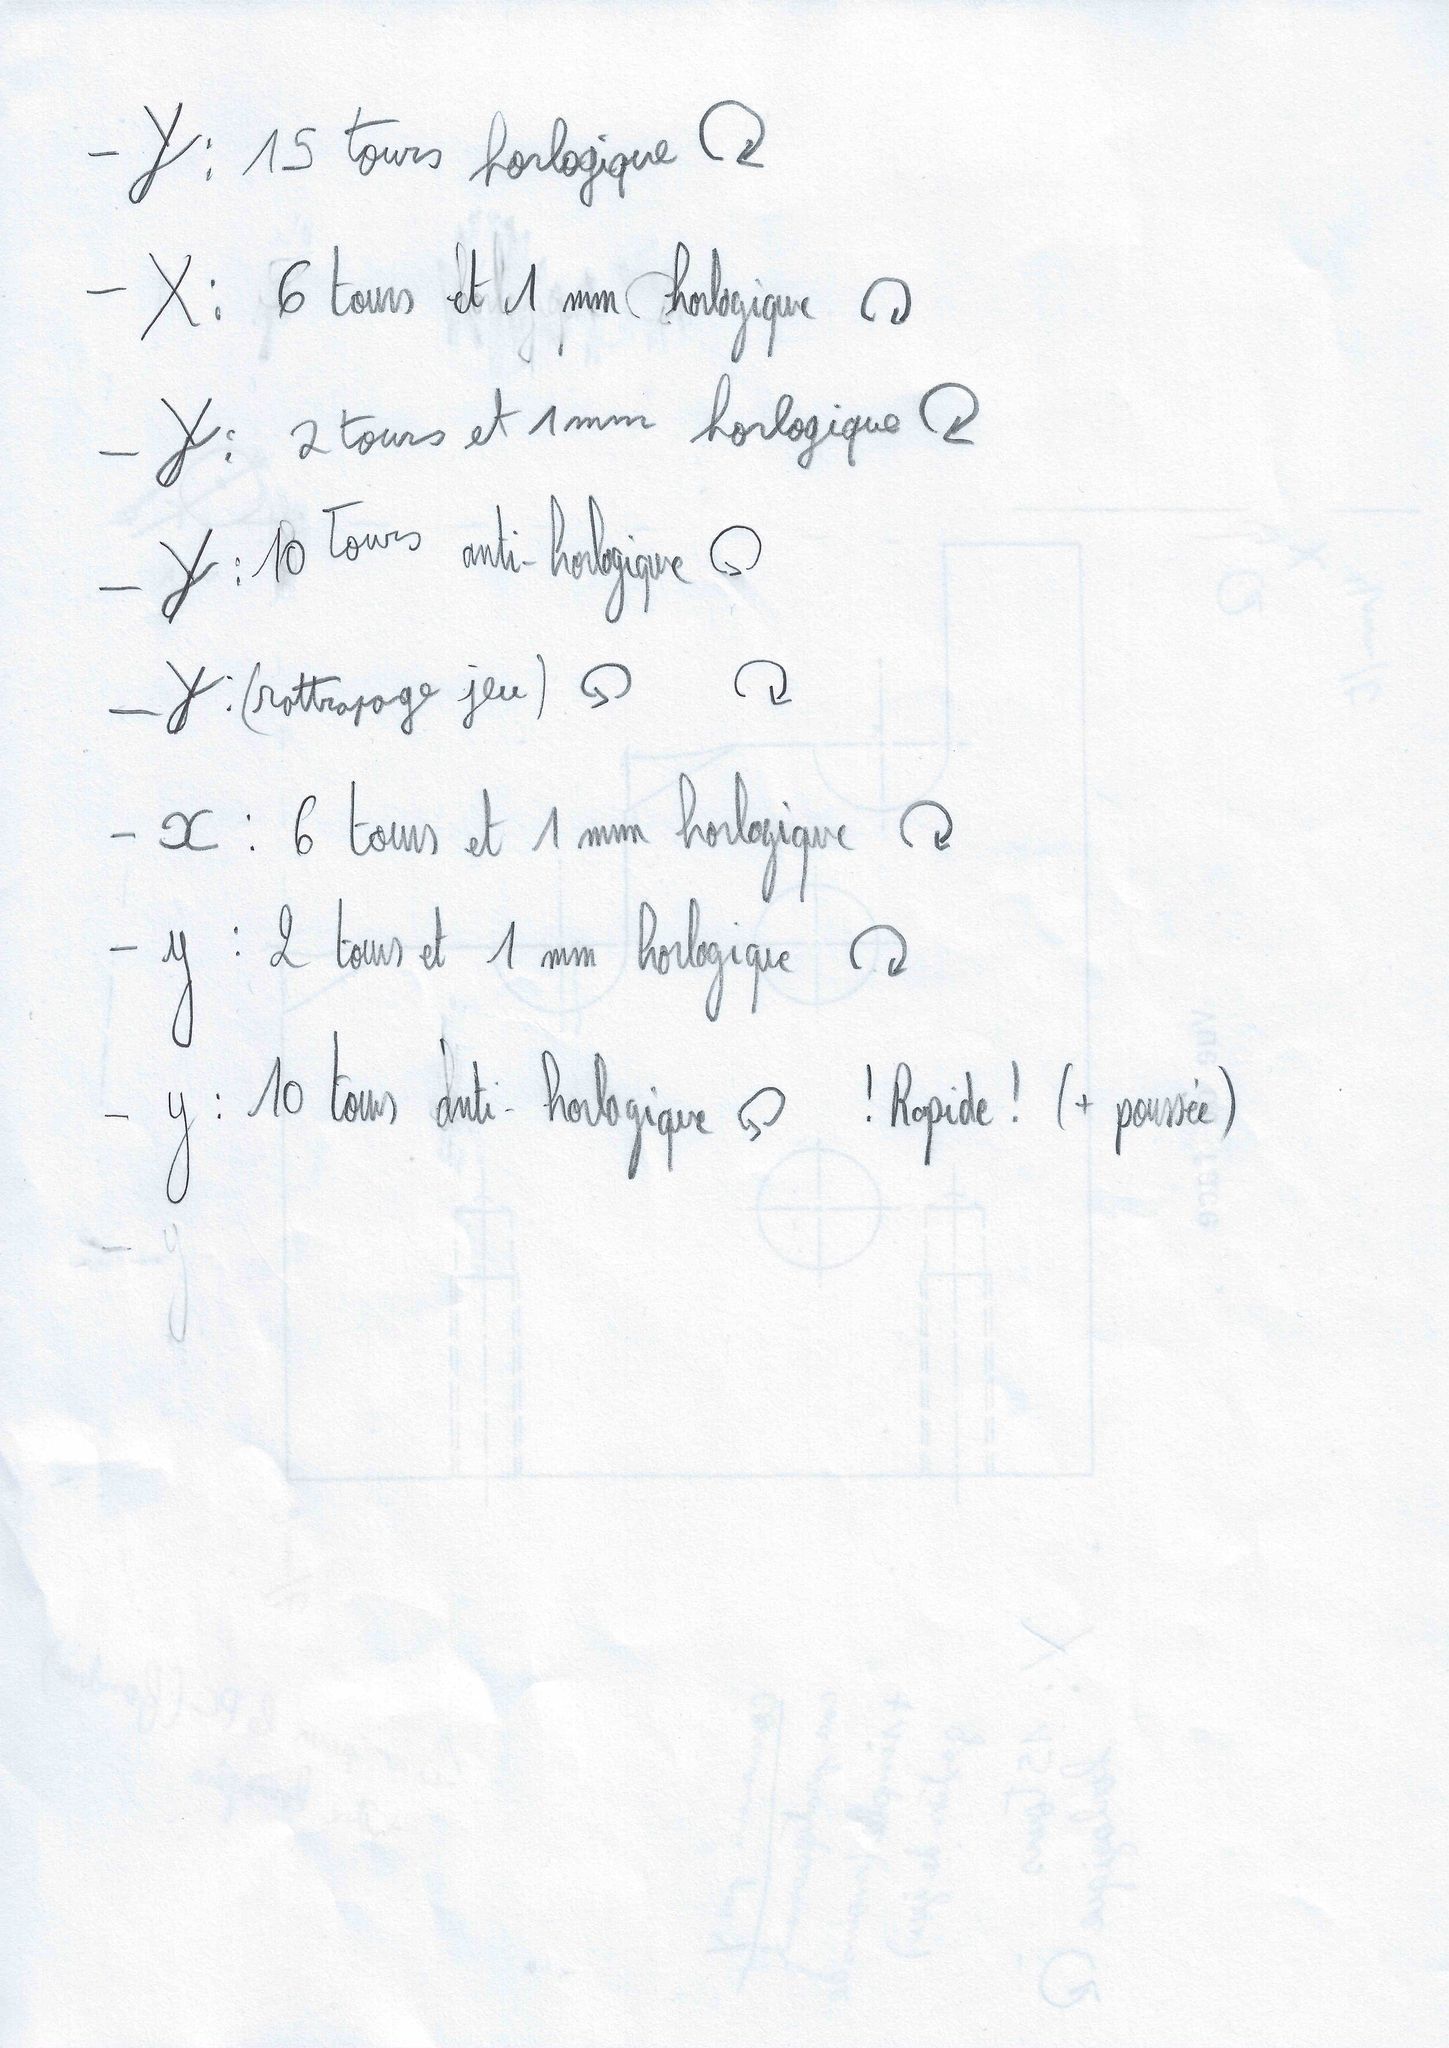 - Y: 15 tours horlogique
- X: 6 tours et 1 mm horlogique
- Y: 2 tours et 1 mm horlogique
- Y: 10 Tours anti-horlogique
- Y: (rattrapage jeu)
- x: 6 tours et 1 mm horlogique
- y: 2 tours et 1 mm horlogique
- y: 10 tours anti-horlogique ! Rapide ! (+ poussée)
- y